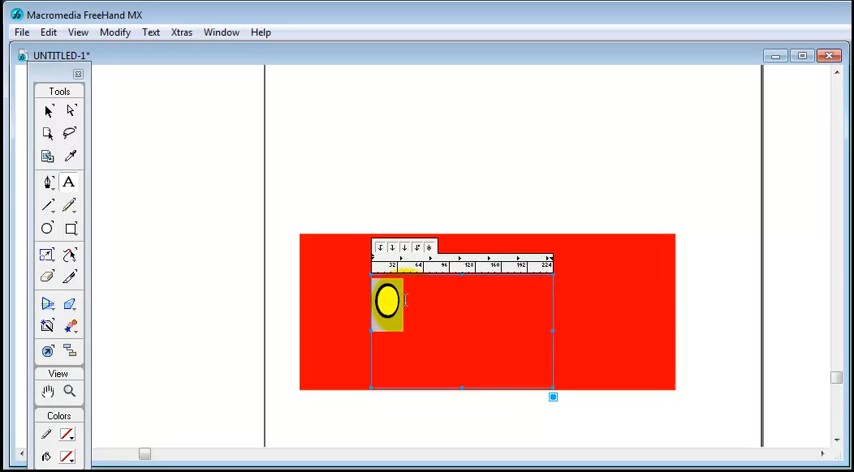 Macromedia FreeHand MX
File Edit View Modify Text Xtras Window Help
UNTITLED-1*
Tools
A
32 64 96 128 160 192 224
View
Colors